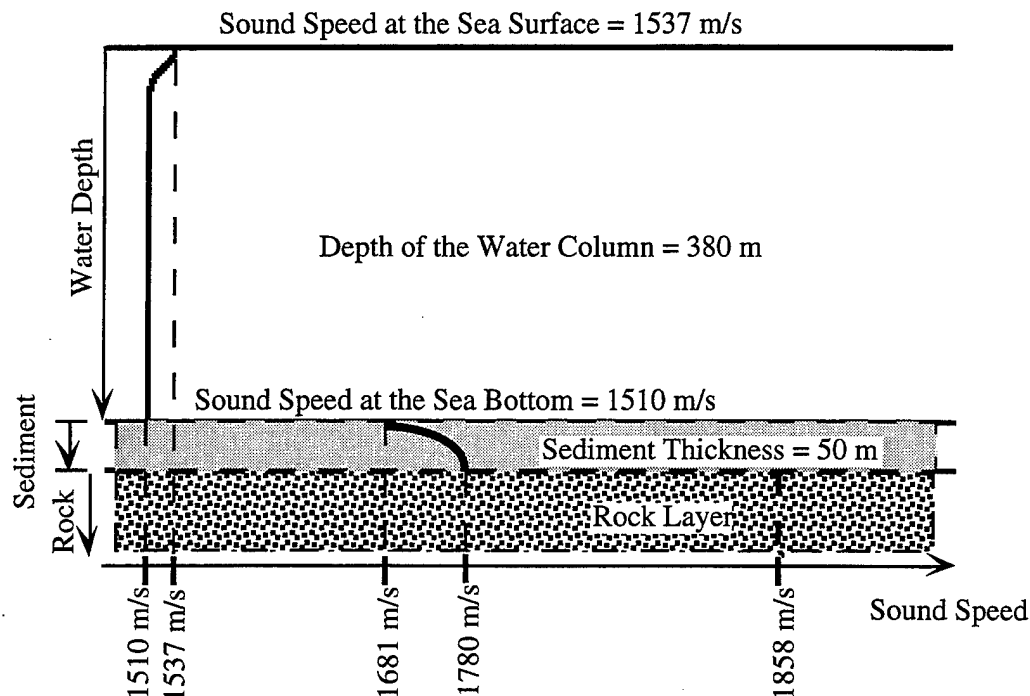 Sound Speed at the Sea Surface = 1537 m/s
Water Depth
Depth of the Water Column = 380 m
Sound Speed at the Sea Bottom = 1510 m/s
Sediment
Sediment Thickness = 50 m
Rock
Rock Layer
1510 m/s
1537 m/s
1681 m/s
1780 m/s
1858 m/s
Sound Speed